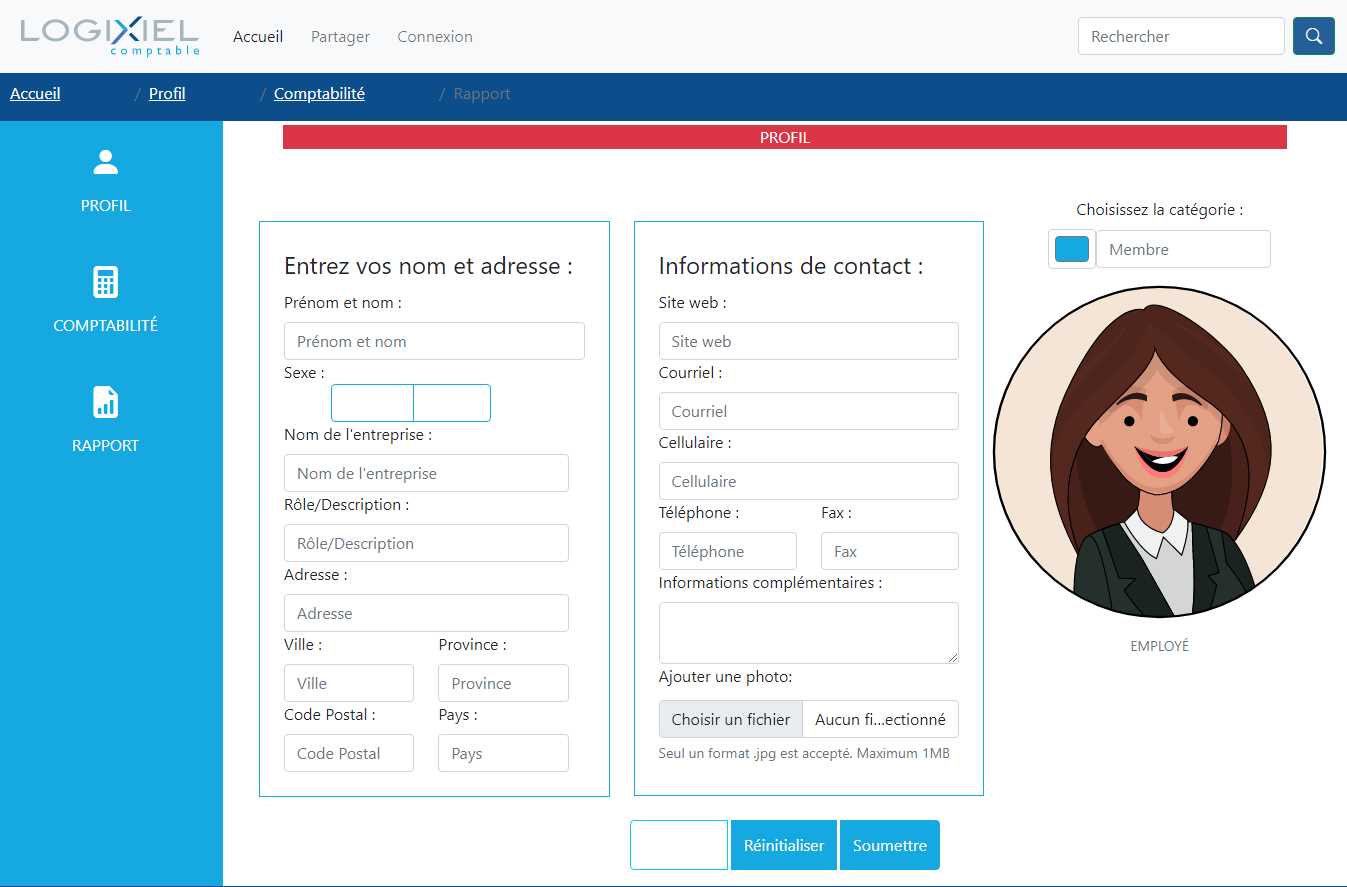 LOGIXIEL
comptable
Accueil Partager Connexion
Rechercher
Accueil / Profil / Comptabilité / Rapport
PROFIL
COMPTABILITÉ
RAPPORT
PROFIL
Entrez vos nom et adresse :
Prénom et nom :
Prénom et nom
Sexe :
Nom de l'entreprise :
Nom de l'entreprise
Rôle/Description :
Rôle/Description
Adresse :
Adresse
Ville : Province :
Ville Province
Code Postal : Pays :
Code Postal Pays
Informations de contact :
Site web :
Site web
Courriel :
Courriel
Cellulaire :
Cellulaire
Téléphone : Fax :
Téléphone Fax
Informations complémentaires :
Ajouter une photo:
Choisir un fichier Aucun fi...ectionné
Seul un format .jpg est accepté. Maximum 1MB
Choisissez la catégorie :
Membre
EMPLOYÉ
Réinitialiser Soumettre